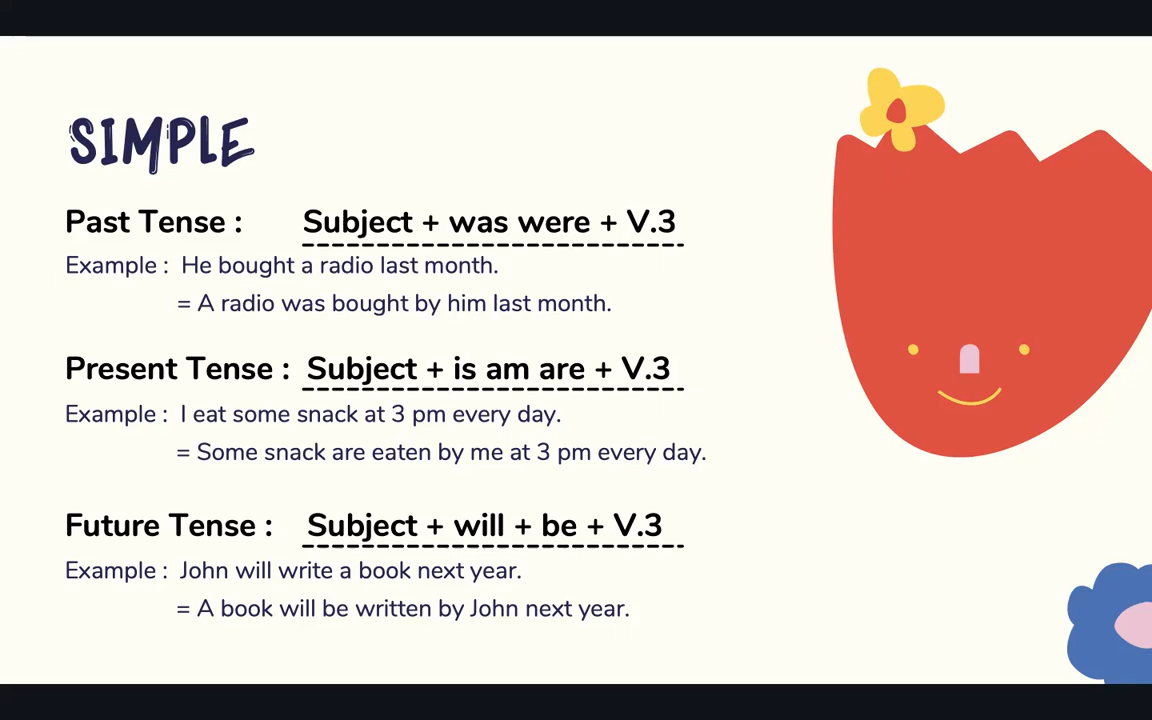 SIMPLE
Past Tense : Subject + was were + V.3
Example : He bought a radio last month.
= A radio was bought by him last month.
Present Tense : Subject + is am are + V.3
Example : I eat some snack at 3 pm every day.
= Some snack are eaten by me at 3 pm every day.
Future Tense : Subject + will + be + V.3
Example : John will write a book next year.
= A book will be written by John next year.